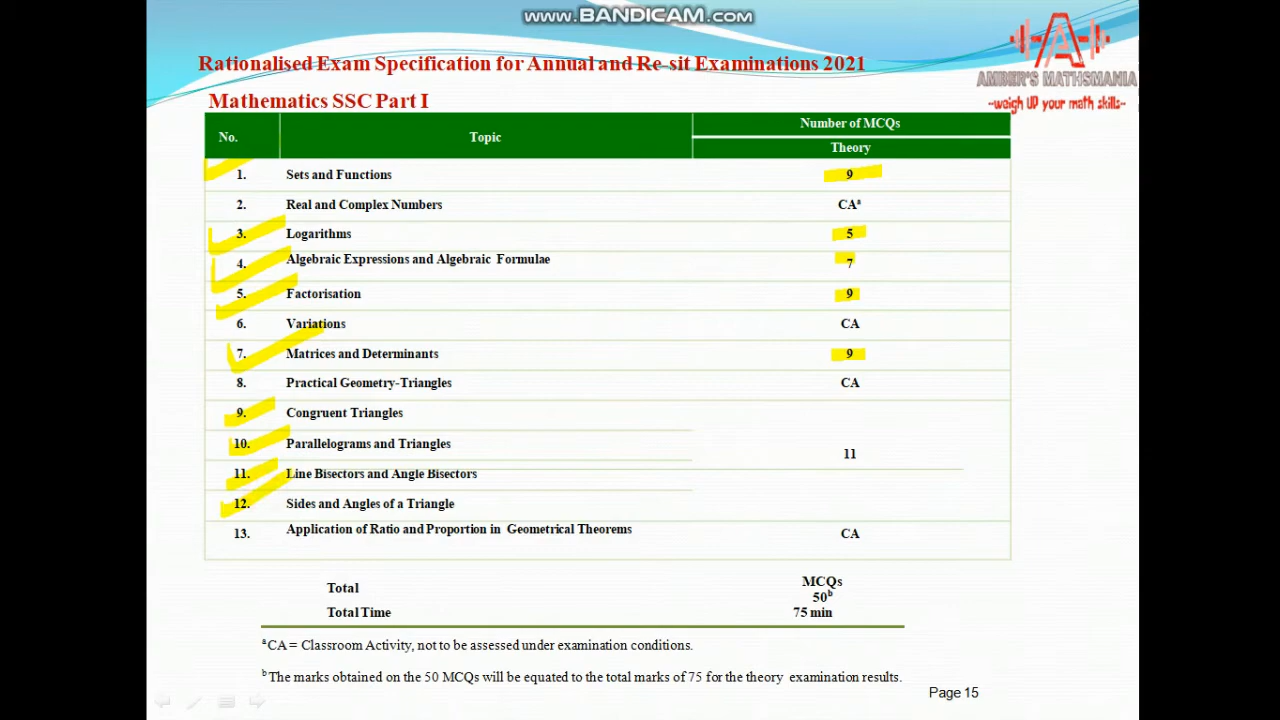 www.BANDICAM.com
Rationalised Exam Specification for Annual and Re-sit Examinations 2021
AMBER'S MATHSMANIA
~weigh UP your math skills~
Mathematics SSC Part I
No. Topic Number of MCQs
Theory
1. Sets and Functions 9
2. Real and Complex Numbers CAᵃ
3. Logarithms 5
4. Algebraic Expressions and Algebraic Formulae 7
5. Factorisation 9
6. Variations CA
7. Matrices and Determinants 9
8. Practical Geometry-Triangles CA
9. Congruent Triangles
10. Parallelograms and Triangles
11
11. Line Bisectors and Angle Bisectors
12. Sides and Angles of a Triangle
13. Application of Ratio and Proportion in Geometrical Theorems CA
Total MCQs
50ᵇ
Total Time 75 min
ᵃCA = Classroom Activity, not to be assessed under examination conditions.
ᵇThe marks obtained on the 50 MCQs will be equated to the total marks of 75 for the theory examination results.
Page 15